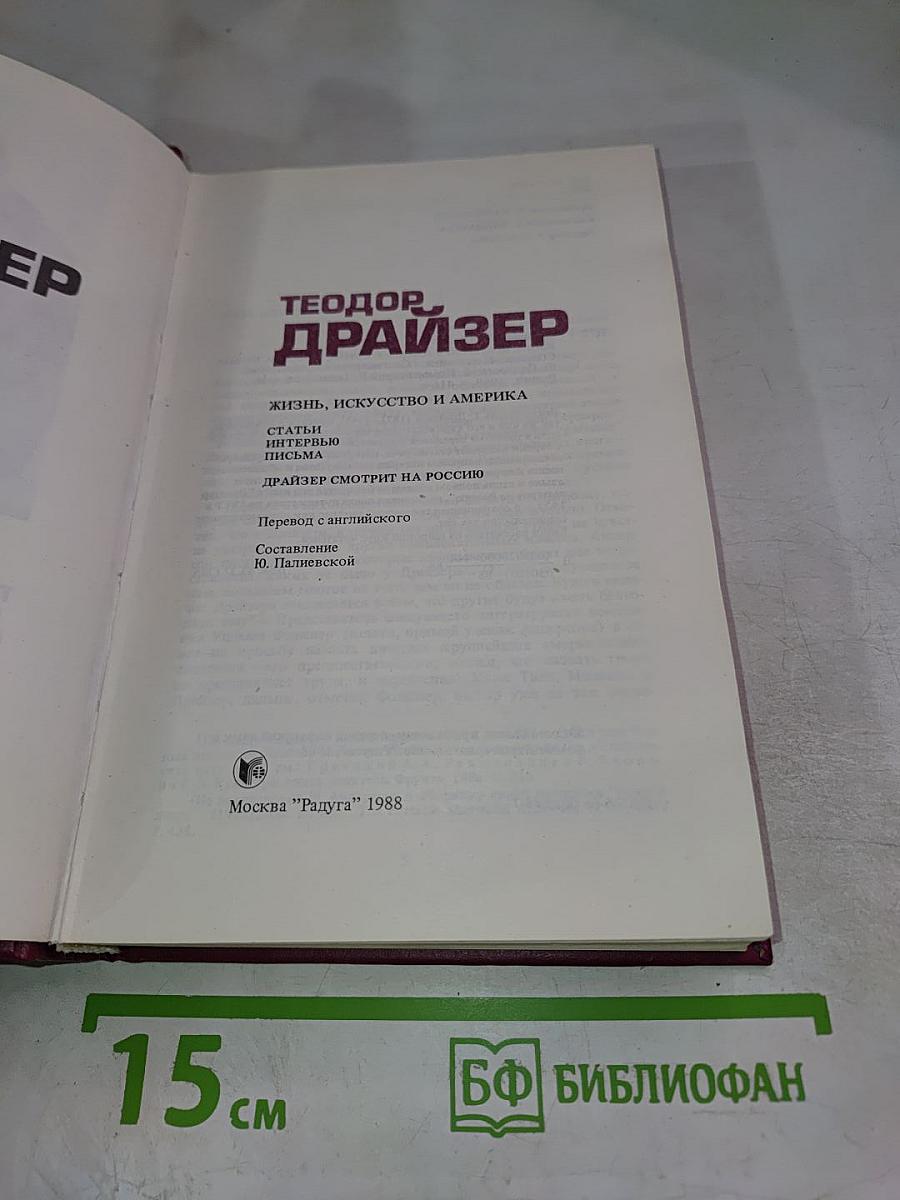 ЕР
ТЕОДОР
ДРАЙЗЕР
ЖИЗНЬ, ИСКУССТВО И АМЕРИКА
СТАТЬИ
ИНТЕРВЬЮ
ПИСЬМА
ДРАЙЗЕР СМОТРИТ НА РОССИЮ
Перевод с английского
Составление
Ю. Палиевской
Москва "Радуга" 1988
15 см
БФ БИБЛИОФАН